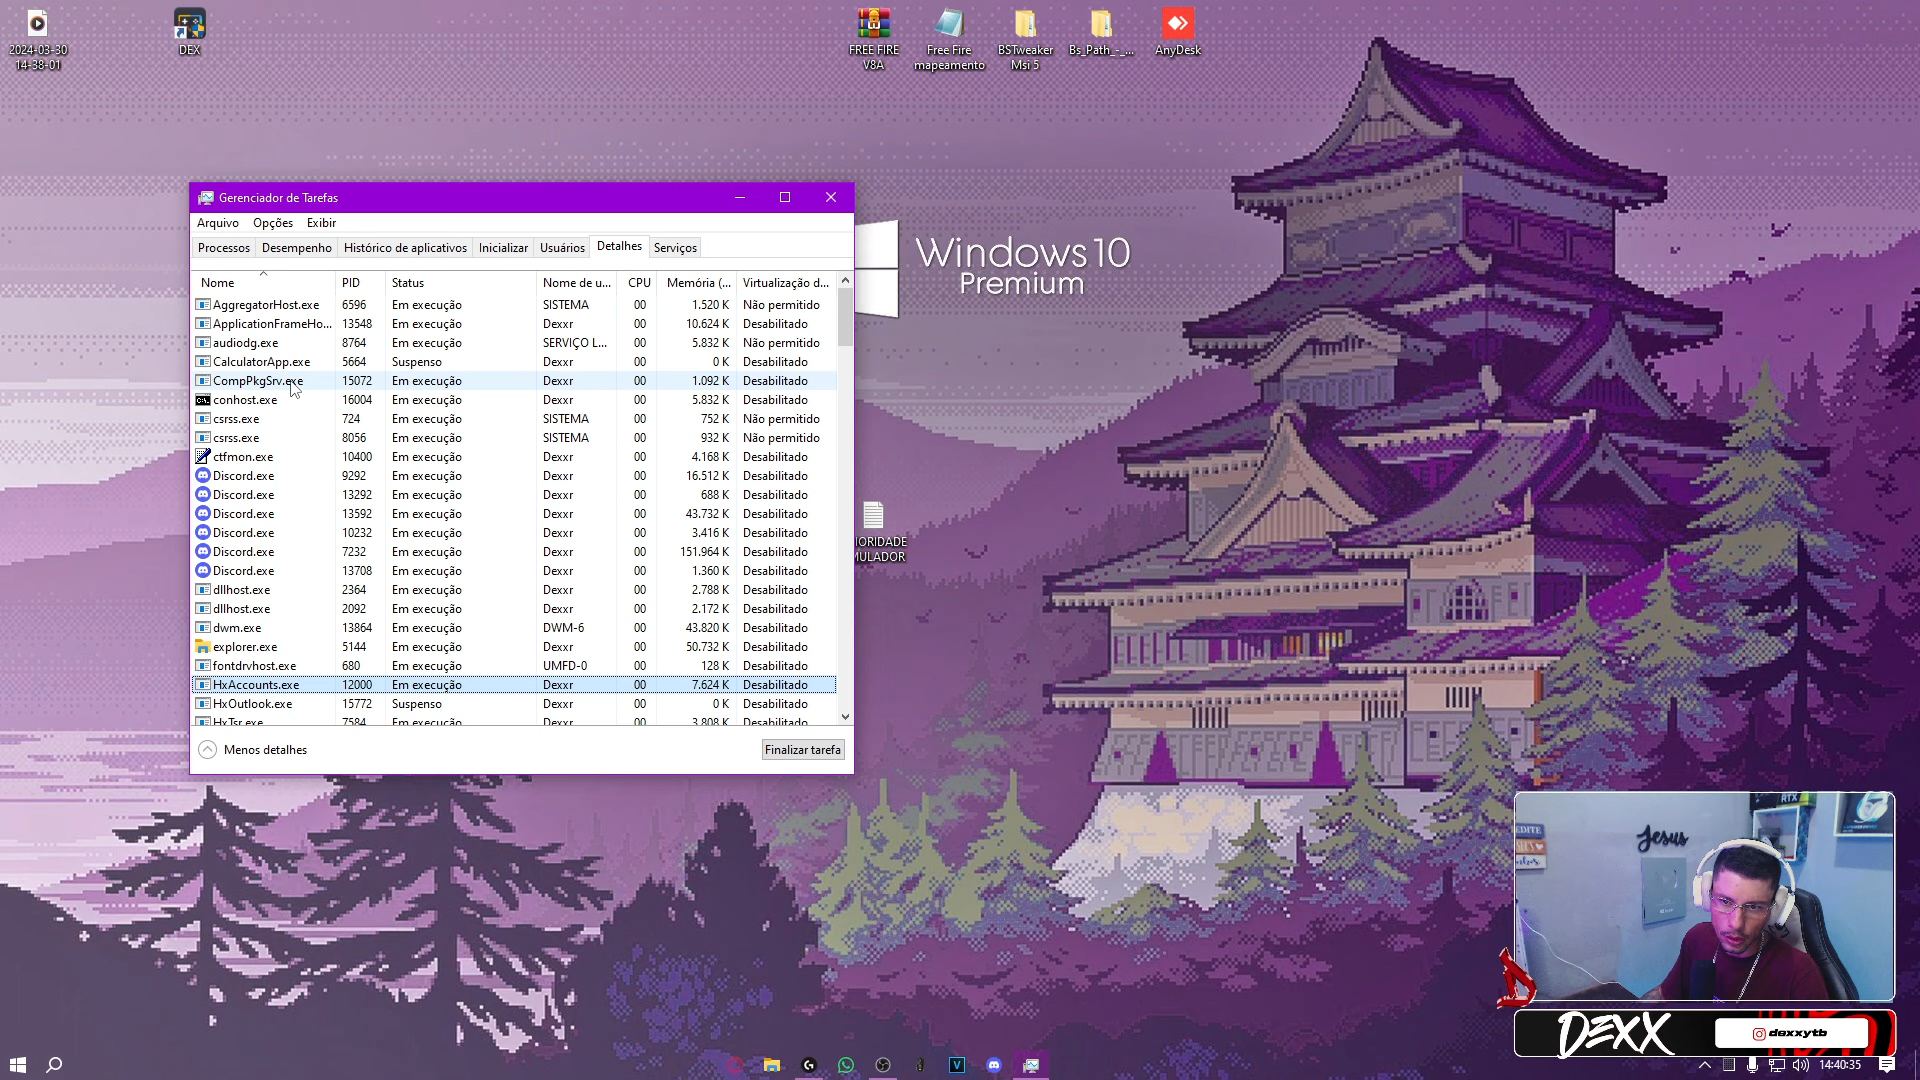 2024-03-30
14-38-01
DEX
FREE FIRE
V8A
Free Fire
mapeamento
BSTweaker
Msi 5
Bs_Path_-_...
AnyDesk
Gerenciador de Tarefas
Arquivo Opções Exibir
Processos Desempenho Histórico de aplicativos Inicializar Usuários Detalhes Serviços
Nome PID Status Nome de u... CPU Memória (... Virtualização d...
AggregatorHost.exe 6596 Em execução SISTEMA 00 1.520 K Não permitido
ApplicationFrameHo... 13548 Em execução Dexxr 00 10.624 K Desabilitado
audiodg.exe 8764 Em execução SERVIÇO L... 00 5.832 K Não permitido
CalculatorApp.exe 5664 Suspenso Dexxr 00 0 K Desabilitado
CompPkgSrv.exe 15072 Em execução Dexxr 00 1.092 K Desabilitado
conhost.exe 16004 Em execução Dexxr 00 5.832 K Desabilitado
csrss.exe 724 Em execução SISTEMA 00 752 K Não permitido
csrss.exe 8056 Em execução SISTEMA 00 932 K Não permitido
ctfmon.exe 10400 Em execução Dexxr 00 4.168 K Desabilitado
Discord.exe 9292 Em execução Dexxr 00 16.512 K Desabilitado
Discord.exe 13292 Em execução Dexxr 00 688 K Desabilitado
Discord.exe 13592 Em execução Dexxr 00 43.732 K Desabilitado
Discord.exe 10232 Em execução Dexxr 00 3.416 K Desabilitado
Discord.exe 7232 Em execução Dexxr 00 151.964 K Desabilitado
Discord.exe 13708 Em execução Dexxr 00 1.360 K Desabilitado
dllhost.exe 2364 Em execução Dexxr 00 2.788 K Desabilitado
dllhost.exe 2092 Em execução Dexxr 00 2.172 K Desabilitado
dwm.exe 13864 Em execução DWM-6 00 43.820 K Desabilitado
explorer.exe 5144 Em execução Dexxr 00 50.732 K Desabilitado
fontdrvhost.exe 680 Em execução UMFD-0 00 128 K Desabilitado
HxAccounts.exe 12000 Em execução Dexxr 00 7.624 K Desabilitado
HxOutlook.exe 15772 Suspenso Dexxr 00 0 K Desabilitado
HxTsr.exe 7584 Em execução Dexxr 00 3.808 K Desabilitado
Menos detalhes
Finalizar tarefa
Windows 10
Premium
IORIDADE
MULADOR
Jesus
RTX
DEXX
dexxytb
14:40:35